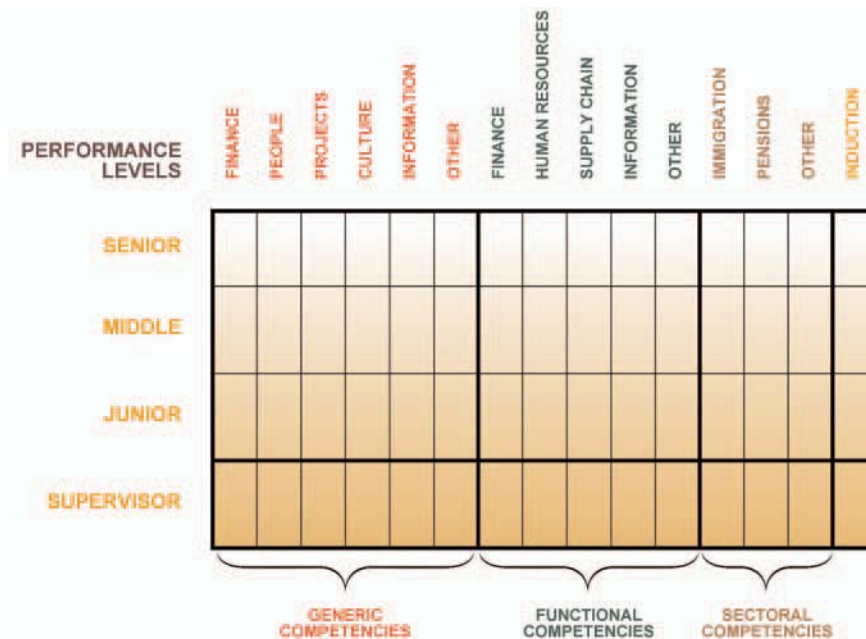 FINANCE
PEOPLE
PROJECTS
CULTURE
INFORMATION
OTHER
FINANCE
HUMAN RESOURCES
SUPPLY CHAIN
INFORMATION
OTHER
IMMIGRATION
PENSIONS
OTHER
INDUCTION
PERFORMANCE
LEVELS
SENIOR
MIDDLE
JUNIOR
SUPERVISOR
GENERIC
COMPETENCIES
FUNCTIONAL
COMPETENCIES
SECTORAL
COMPETENCIES